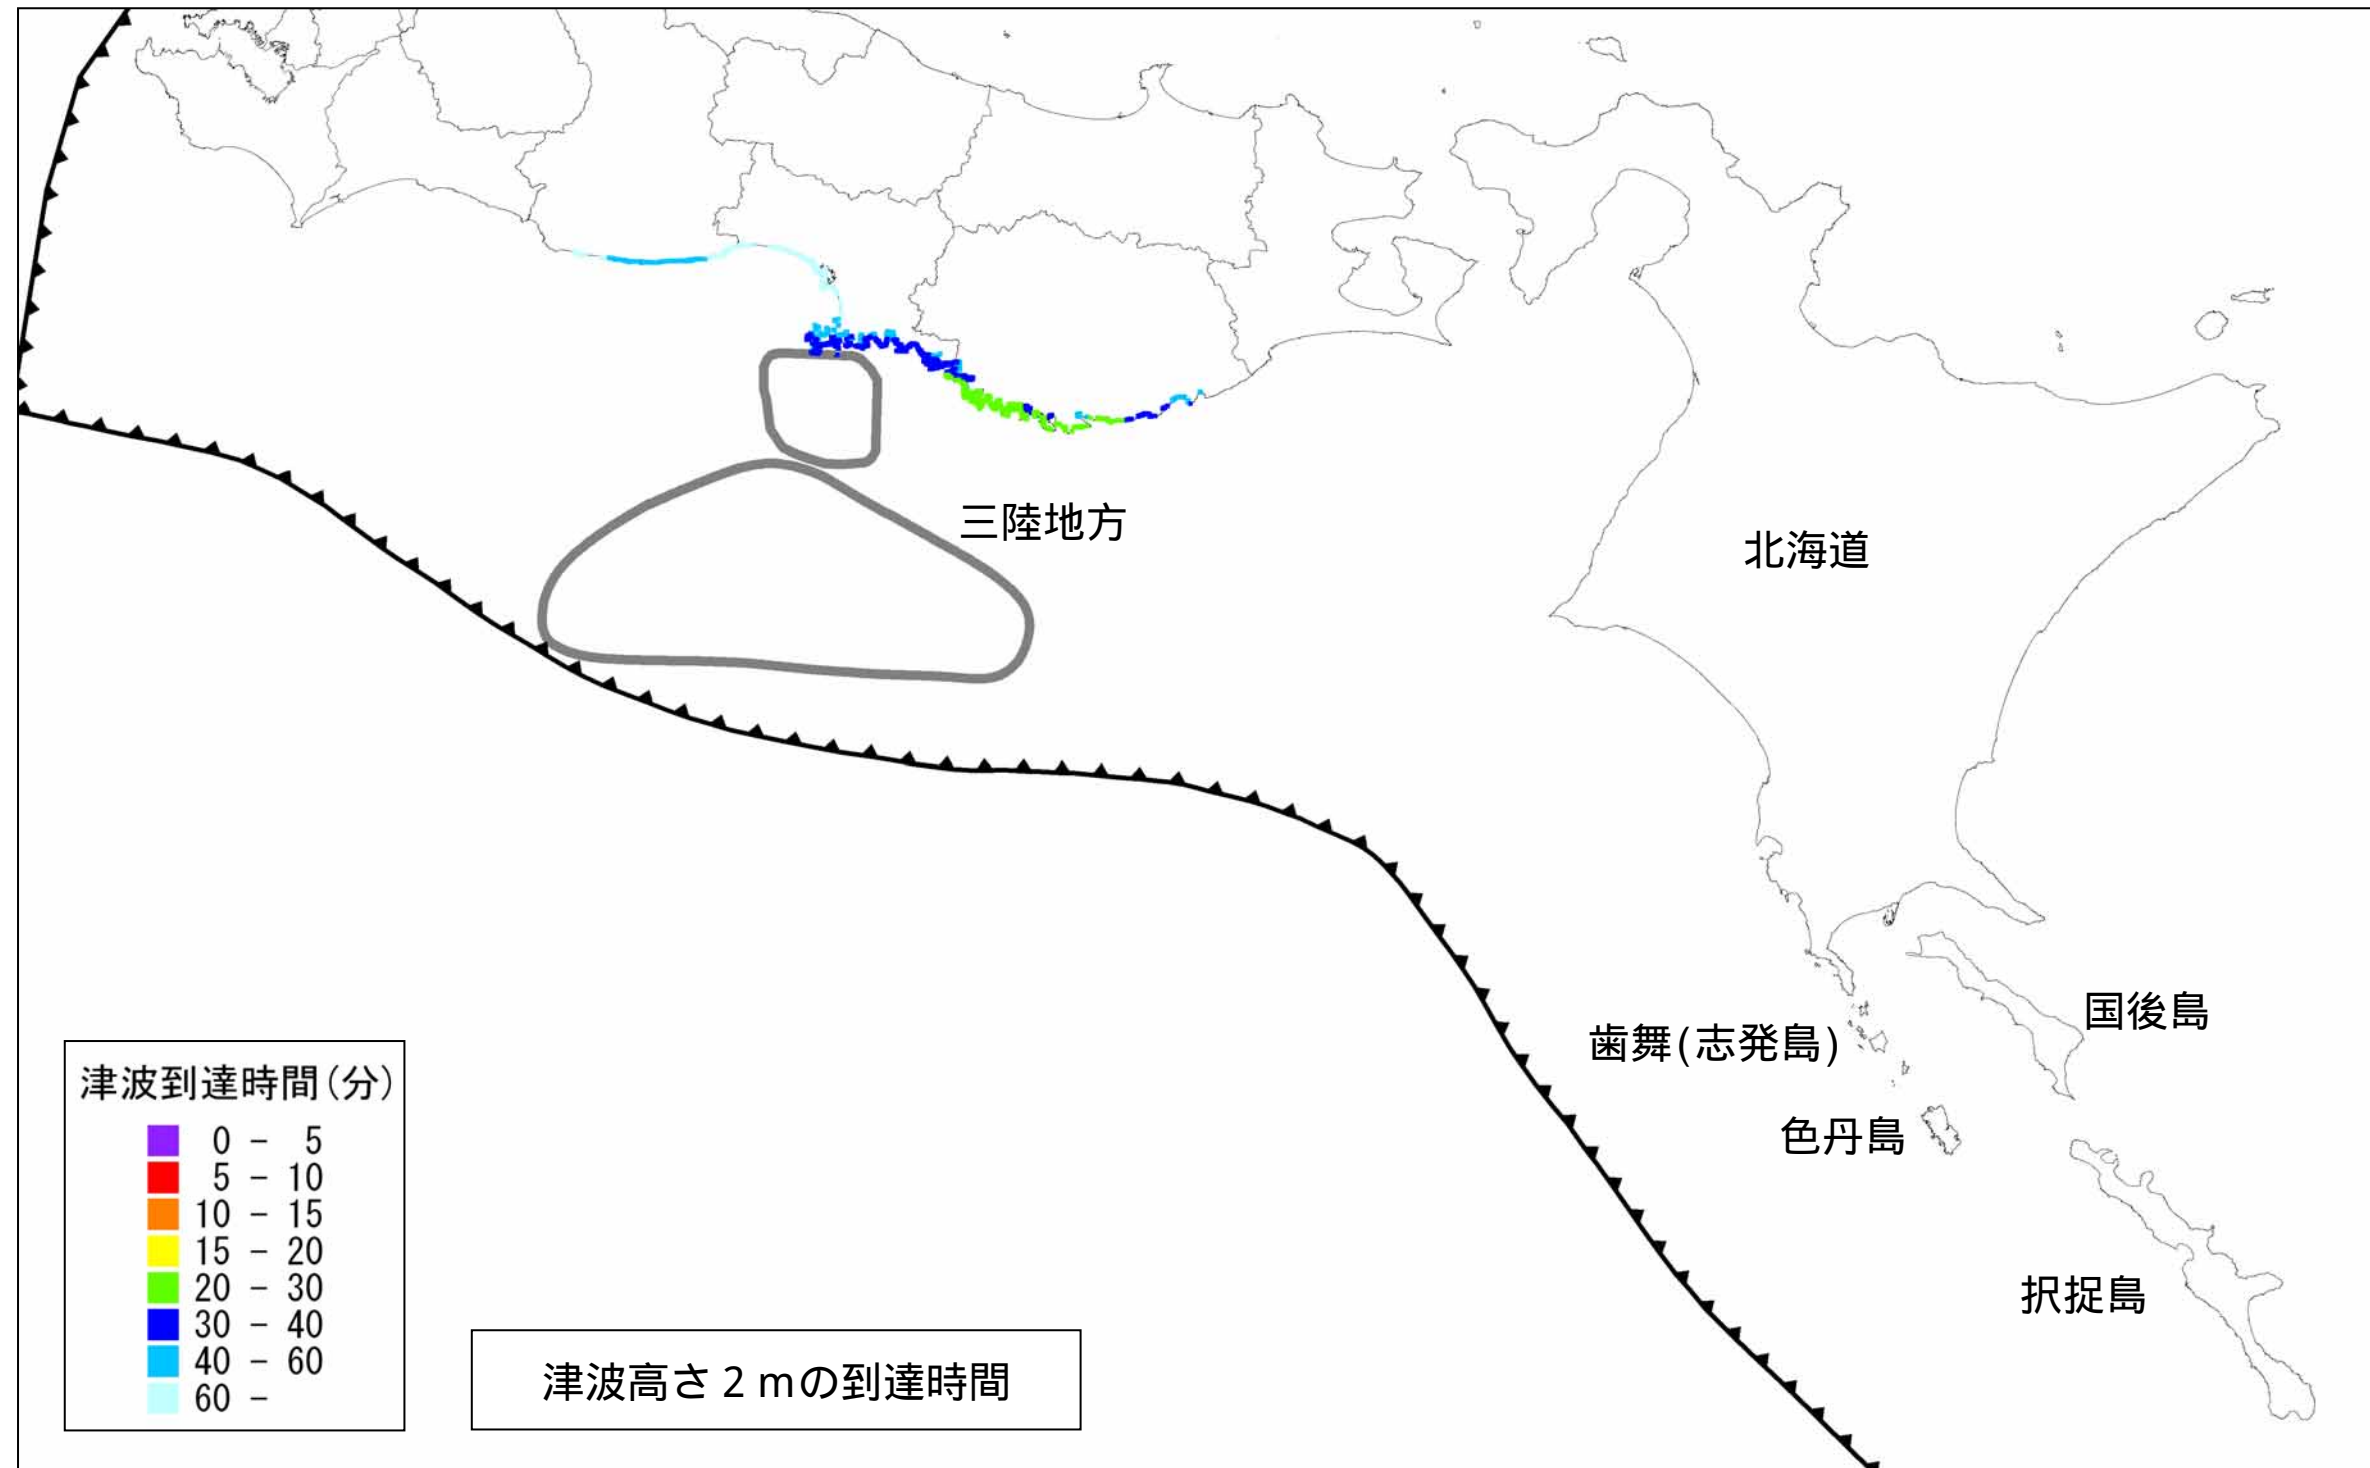 三陸地方
北海道
国後島
歯舞(志発島)
色丹島
択捉島
津波到達時間(分)
0 - 5
5 - 10
10 - 15
15 - 20
20 - 30
30 - 40
40 - 60
60 -
津波高さ2mの到達時間